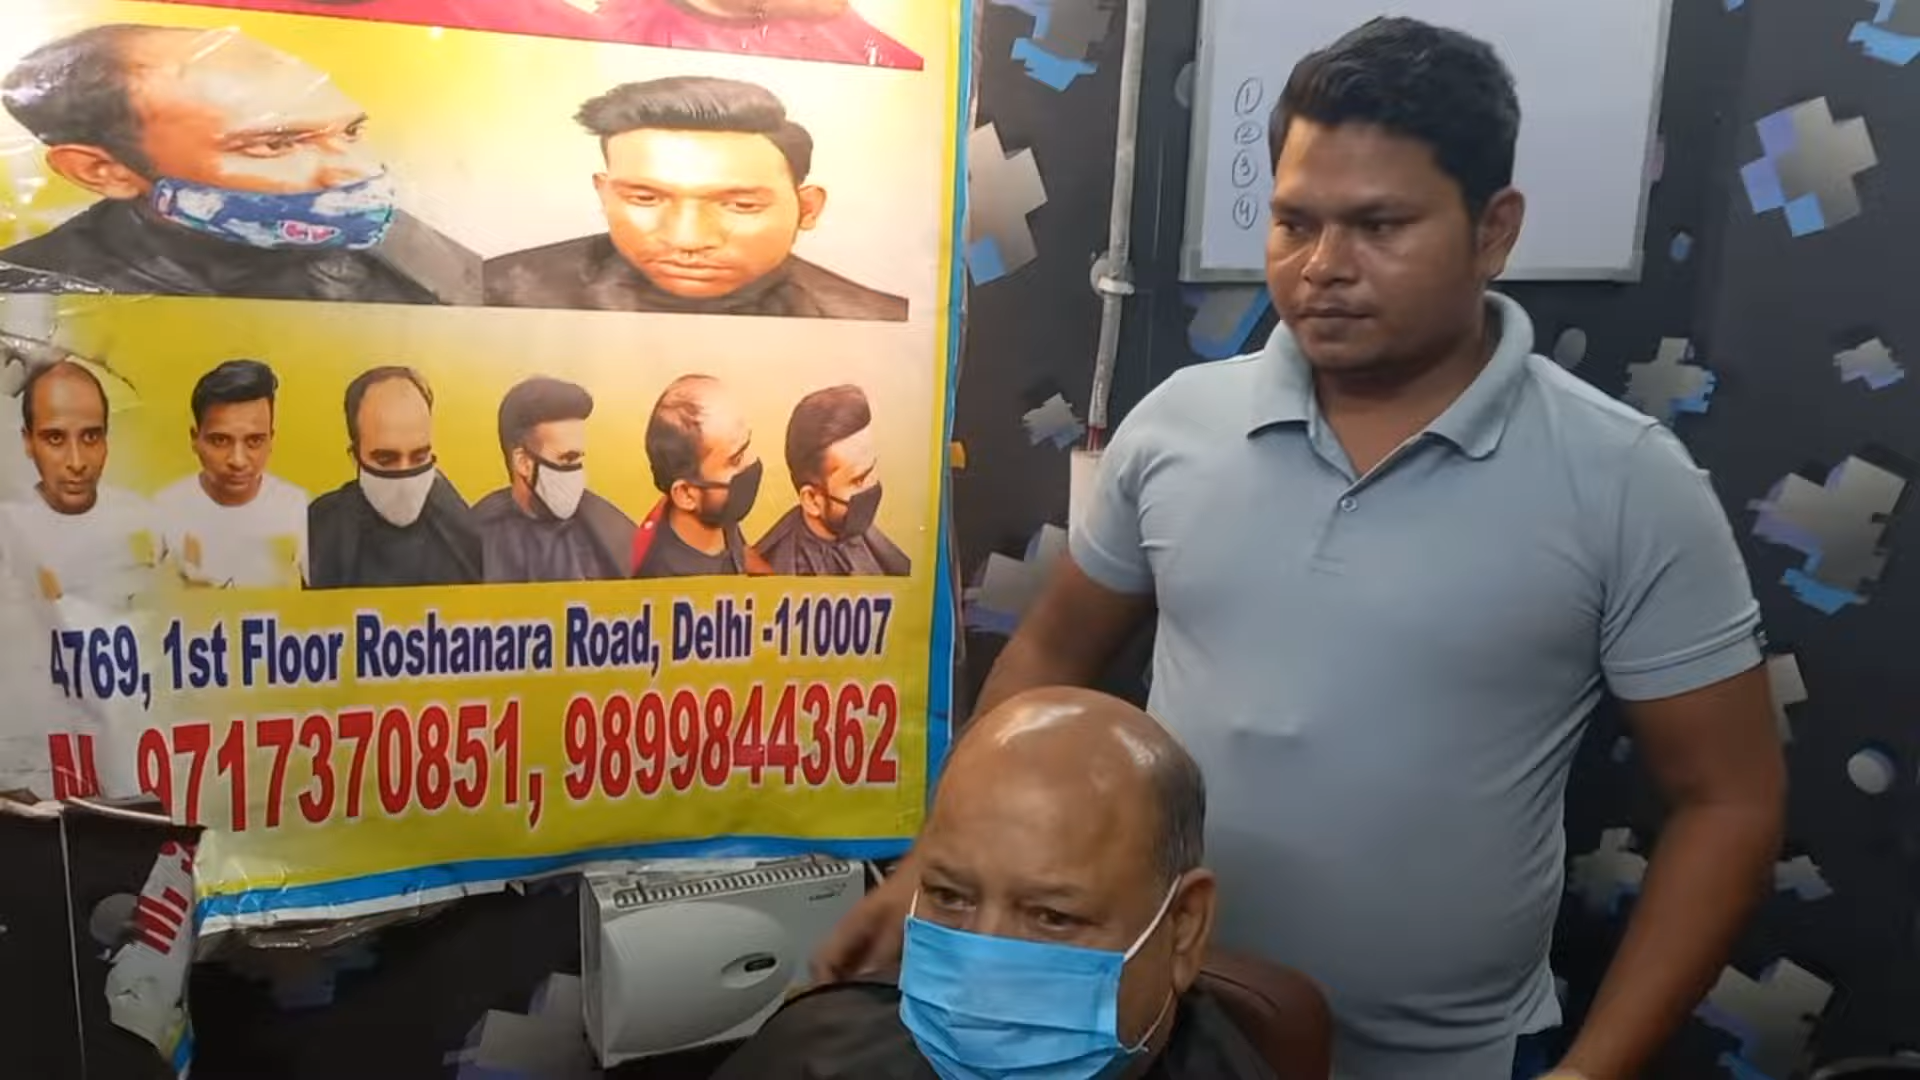 ①
②
③
④
4769, 1st Floor Roshanara Road, Delhi -110007
M. 9717370851, 9899844362
M.